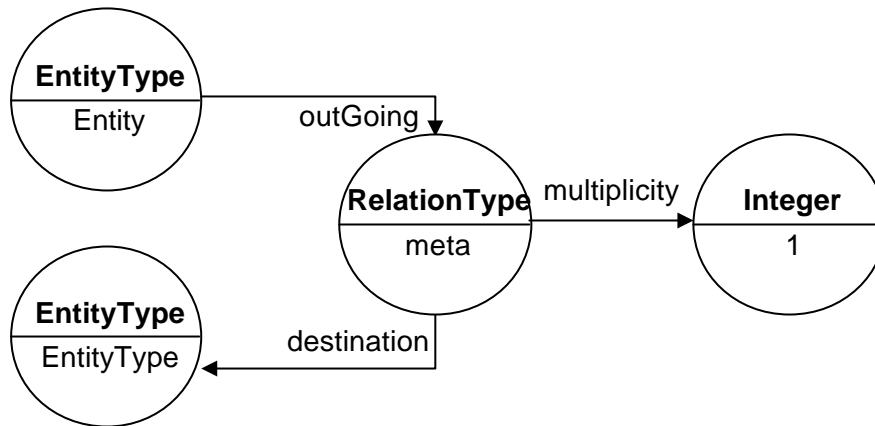 EntityType
Entity
outGoing
RelationType
meta
multiplicity
Integer
1
EntityType
EntityType
destination